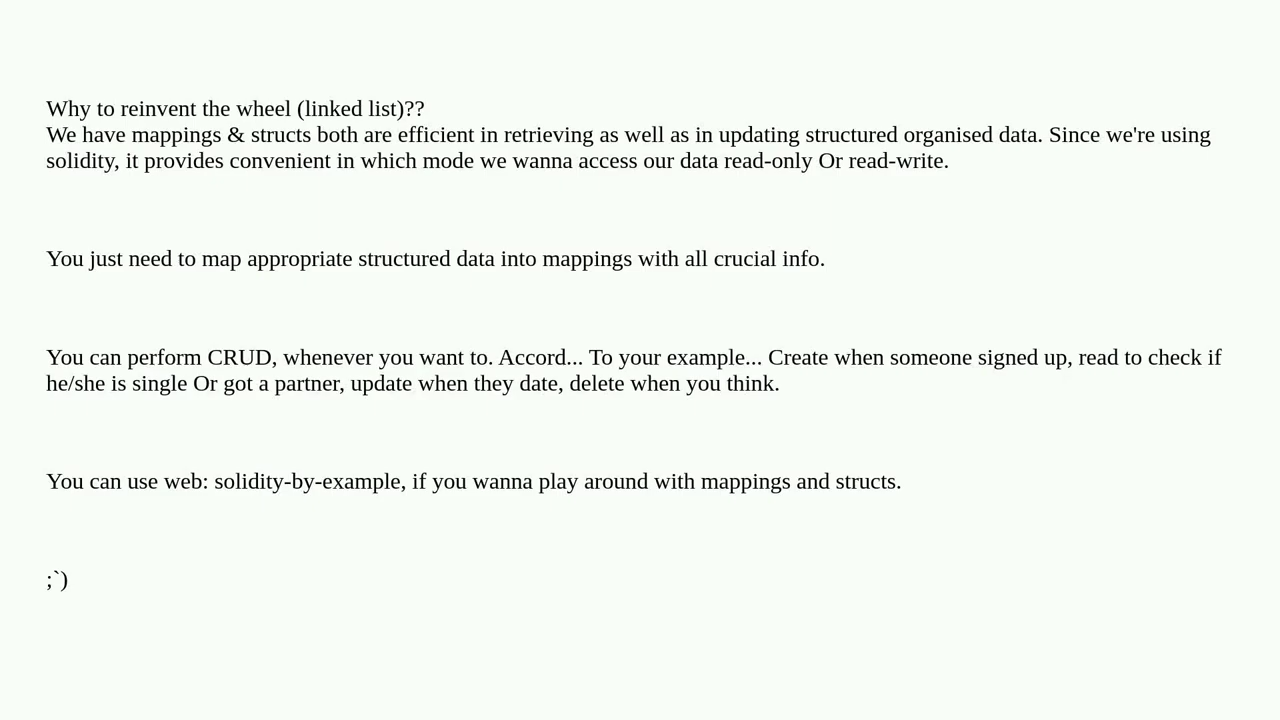 Why to reinvent the wheel (linked list)??
We have mappings & structs both are efficient in retrieving as well as in updating structured organised data. Since we're using
solidity, it provides convenient in which mode we wanna access our data read-only Or read-write.
You just need to map appropriate structured data into mappings with all crucial info.
You can perform CRUD, whenever you want to. Accord... To your example... Create when someone signed up, read to check if
he/she is single Or got a partner, update when they date, delete when you think.
You can use web: solidity-by-example, if you wanna play around with mappings and structs.
;`)